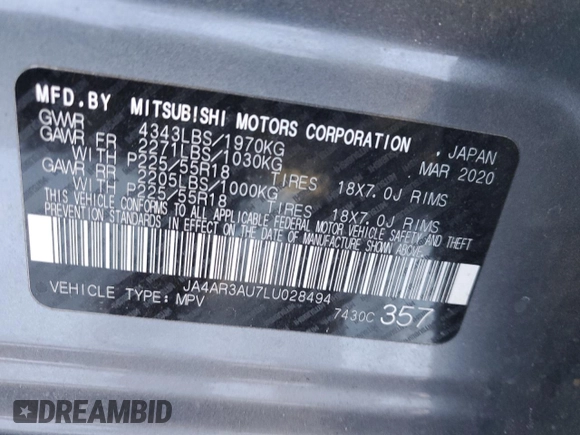 MFD.BY MITSUBISHI MOTORS CORPORATION . JAPAN
GVWR 4343LBS/1970KG MAR 2020
GAWR FR 2271LBS/1030KG
WITH P225/55R18 TIRES 18X7.0J RIMS
GAWR RR 2205LBS/1000KG
WITH P225/55R18 TIRES 18X7.0J RIMS
THIS VEHICLE CONFORMS TO ALL APPLICABLE FEDERAL MOTOR VEHICLE SAFETY AND THEFT
PREVENTION STANDARDS IN EFFECT ON THE DATE OF MANUFACTURE SHOWN ABOVE.
JA4AR3AU7LU028494
VEHICLE TYPE: MPV 7430C 357
DREAMBID